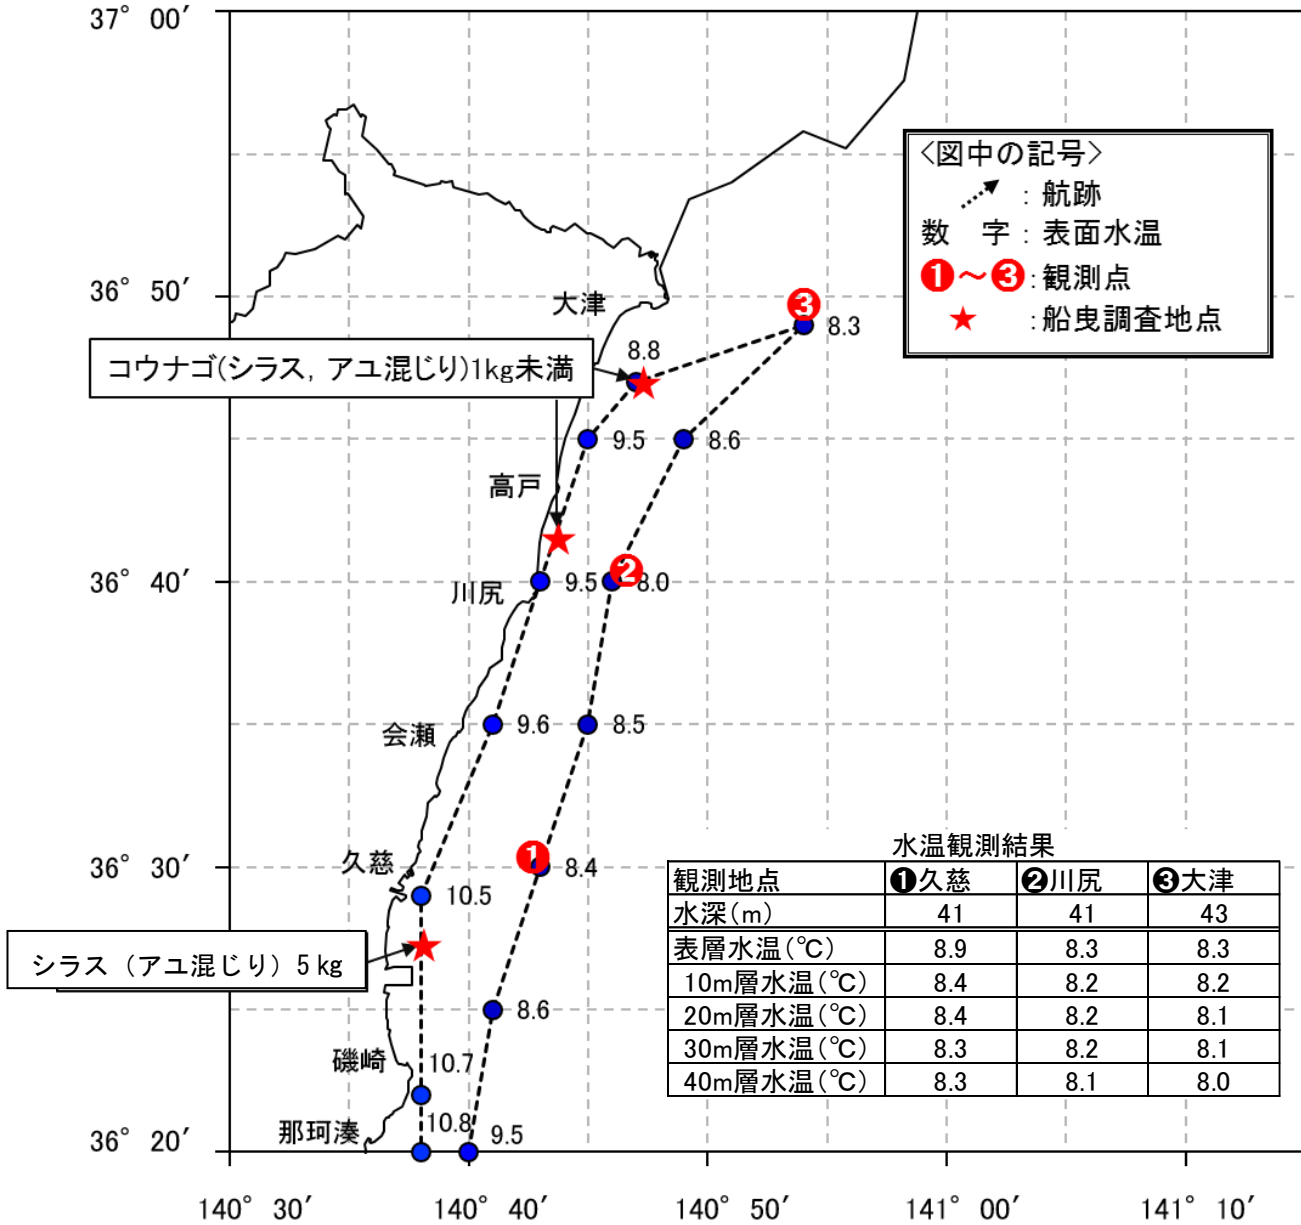 37° 00′
<図中の記号>
：航跡
数　字：表面水温
❶～❸：観測点
★：船曳調査地点
36° 50′
大津
❸
8.3
8.8
コウナゴ(シラス，アユ混じり)1kg未満
9.5
8.6
高戸
36° 40′
川尻
9.5
❷
8.0
会瀬
9.6
8.5
36° 30′
久慈
❶
8.4
10.5
シラス（アユ混じり）5kg
8.6
磯崎
10.7
10.8
那珂湊
9.5
36° 20′
水温観測結果
観測地点 ❶久慈 ❷川尻 ❸大津
水深(m) 41 41 43
表層水温(℃) 8.9 8.3 8.3
10m層水温(℃) 8.4 8.2 8.2
20m層水温(℃) 8.4 8.2 8.1
30m層水温(℃) 8.3 8.2 8.1
40m層水温(℃) 8.3 8.1 8.0
140° 30′ 140° 40′ 140° 50′ 141° 00′ 141° 10′